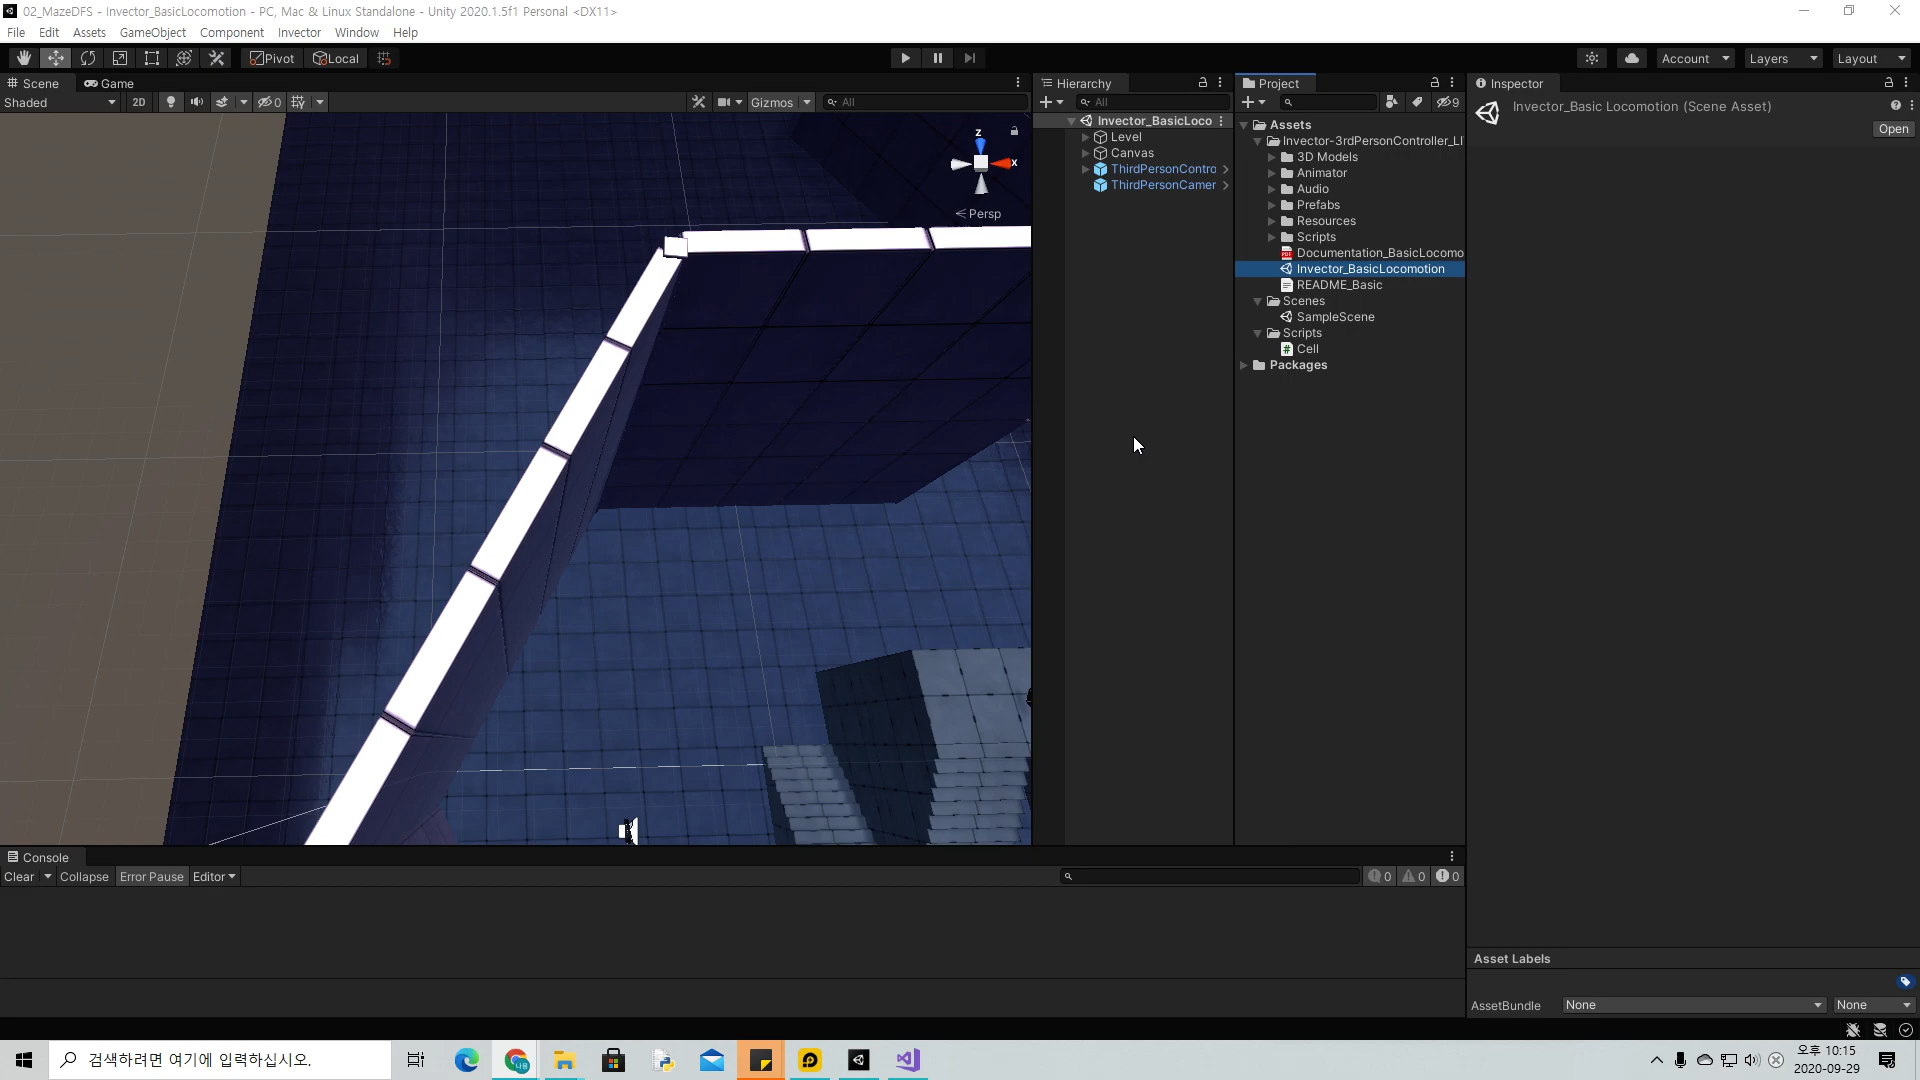 02_MazeDFS - Invector_BasicLocomotion - PC, Mac & Linux Standalone - Unity 2020.1.5f1 Personal <DX11>
File Edit Assets GameObject Component Invector Window Help
Pivot Local Account Layers Layout
Scene Game
Hierarchy
Project
Inspector
Shaded 2D 0 Gizmos All
All
9
Invector_Basic Locomotion (Scene Asset)
Open
z
x
Persp
Invector_BasicLoco
Level
Canvas
ThirdPersonContro
ThirdPersonCamer
Assets
Invector-3rdPersonController_LI
3D Models
Animator
Audio
Prefabs
Resources
Scripts
Documentation_BasicLocomo
Invector_BasicLocomotion
README_Basic
Scenes
SampleScene
Scripts
Cell
Packages
Console
Clear Collapse Error Pause Editor 0 0 0
Asset Labels
AssetBundle None None
검색하려면 여기에 입력하십시오.
오후 10:15
2020-09-29